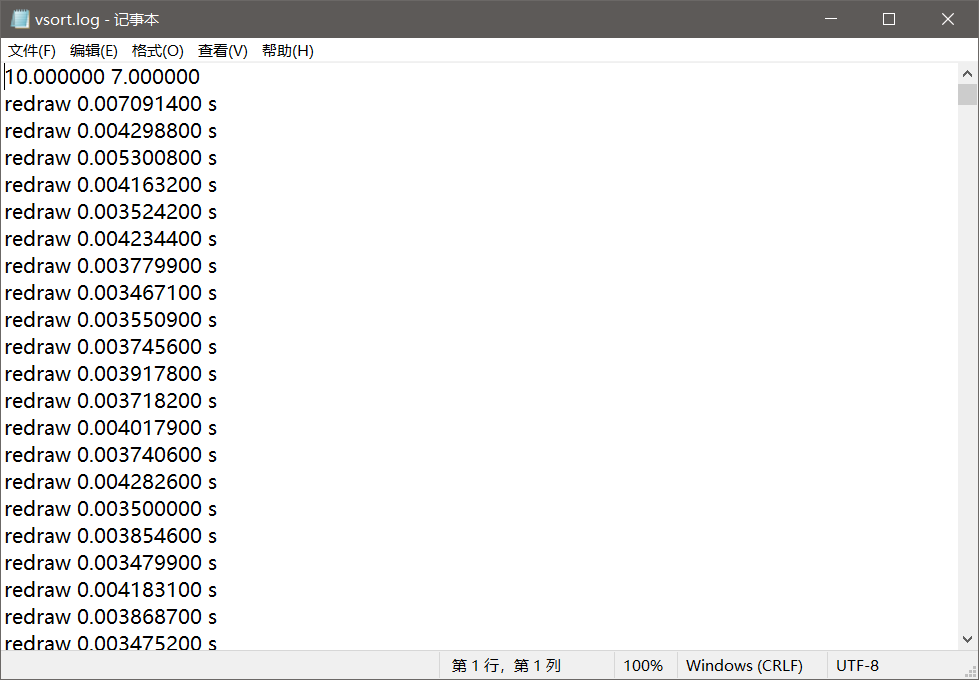 vsort.log - 记事本
文件(F) 编辑(E) 格式(O) 查看(V) 帮助(H)
10.000000 7.000000
redraw 0.007091400 s
redraw 0.004298800 s
redraw 0.005300800 s
redraw 0.004163200 s
redraw 0.003524200 s
redraw 0.004234400 s
redraw 0.003779900 s
redraw 0.003467100 s
redraw 0.003550900 s
redraw 0.003745600 s
redraw 0.003917800 s
redraw 0.003718200 s
redraw 0.004017900 s
redraw 0.003740600 s
redraw 0.004282600 s
redraw 0.003500000 s
redraw 0.003854600 s
redraw 0.003479900 s
redraw 0.004183100 s
redraw 0.003868700 s
redraw 0.003475200 s
第 1 行，第 1 列 100% Windows (CRLF) UTF-8